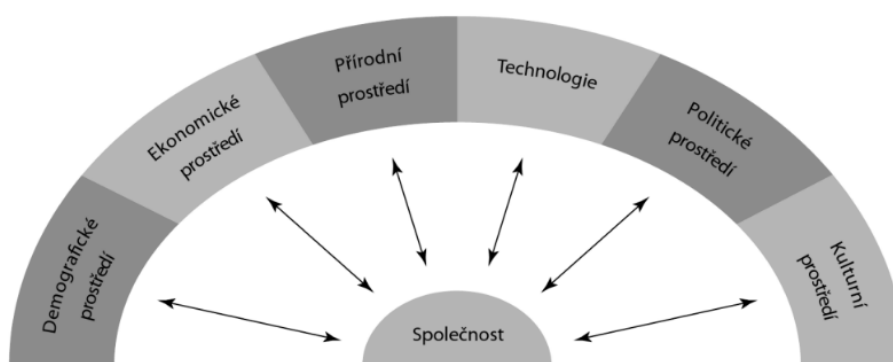 Demografické
prostředí
Ekonomické
prostředí
Přírodní
prostředí
Technologie
Politické
prostředí
Kulturní
prostředí
Společnost